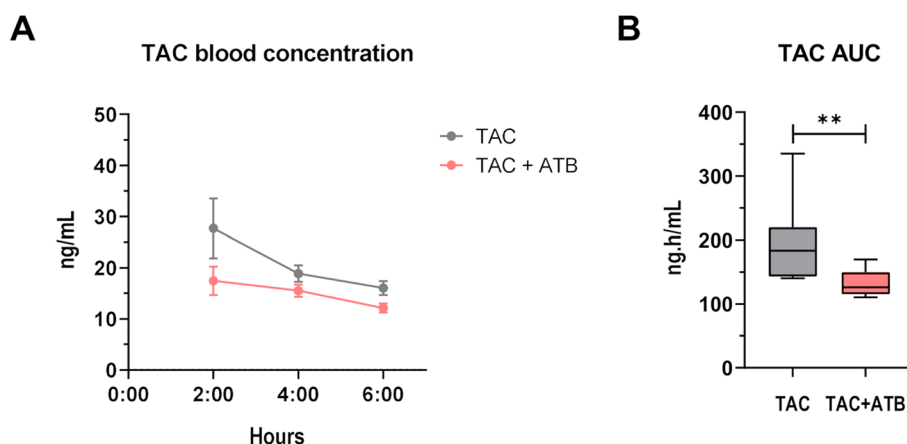 A
TAC blood concentration
50
40
30
20
10
0
ng/mL
0:00 2:00 4:00 6:00
Hours
TAC
TAC + ATB
B
TAC AUC
400
300
200
100
0
ng.h/mL
**
TAC TAC+ATB